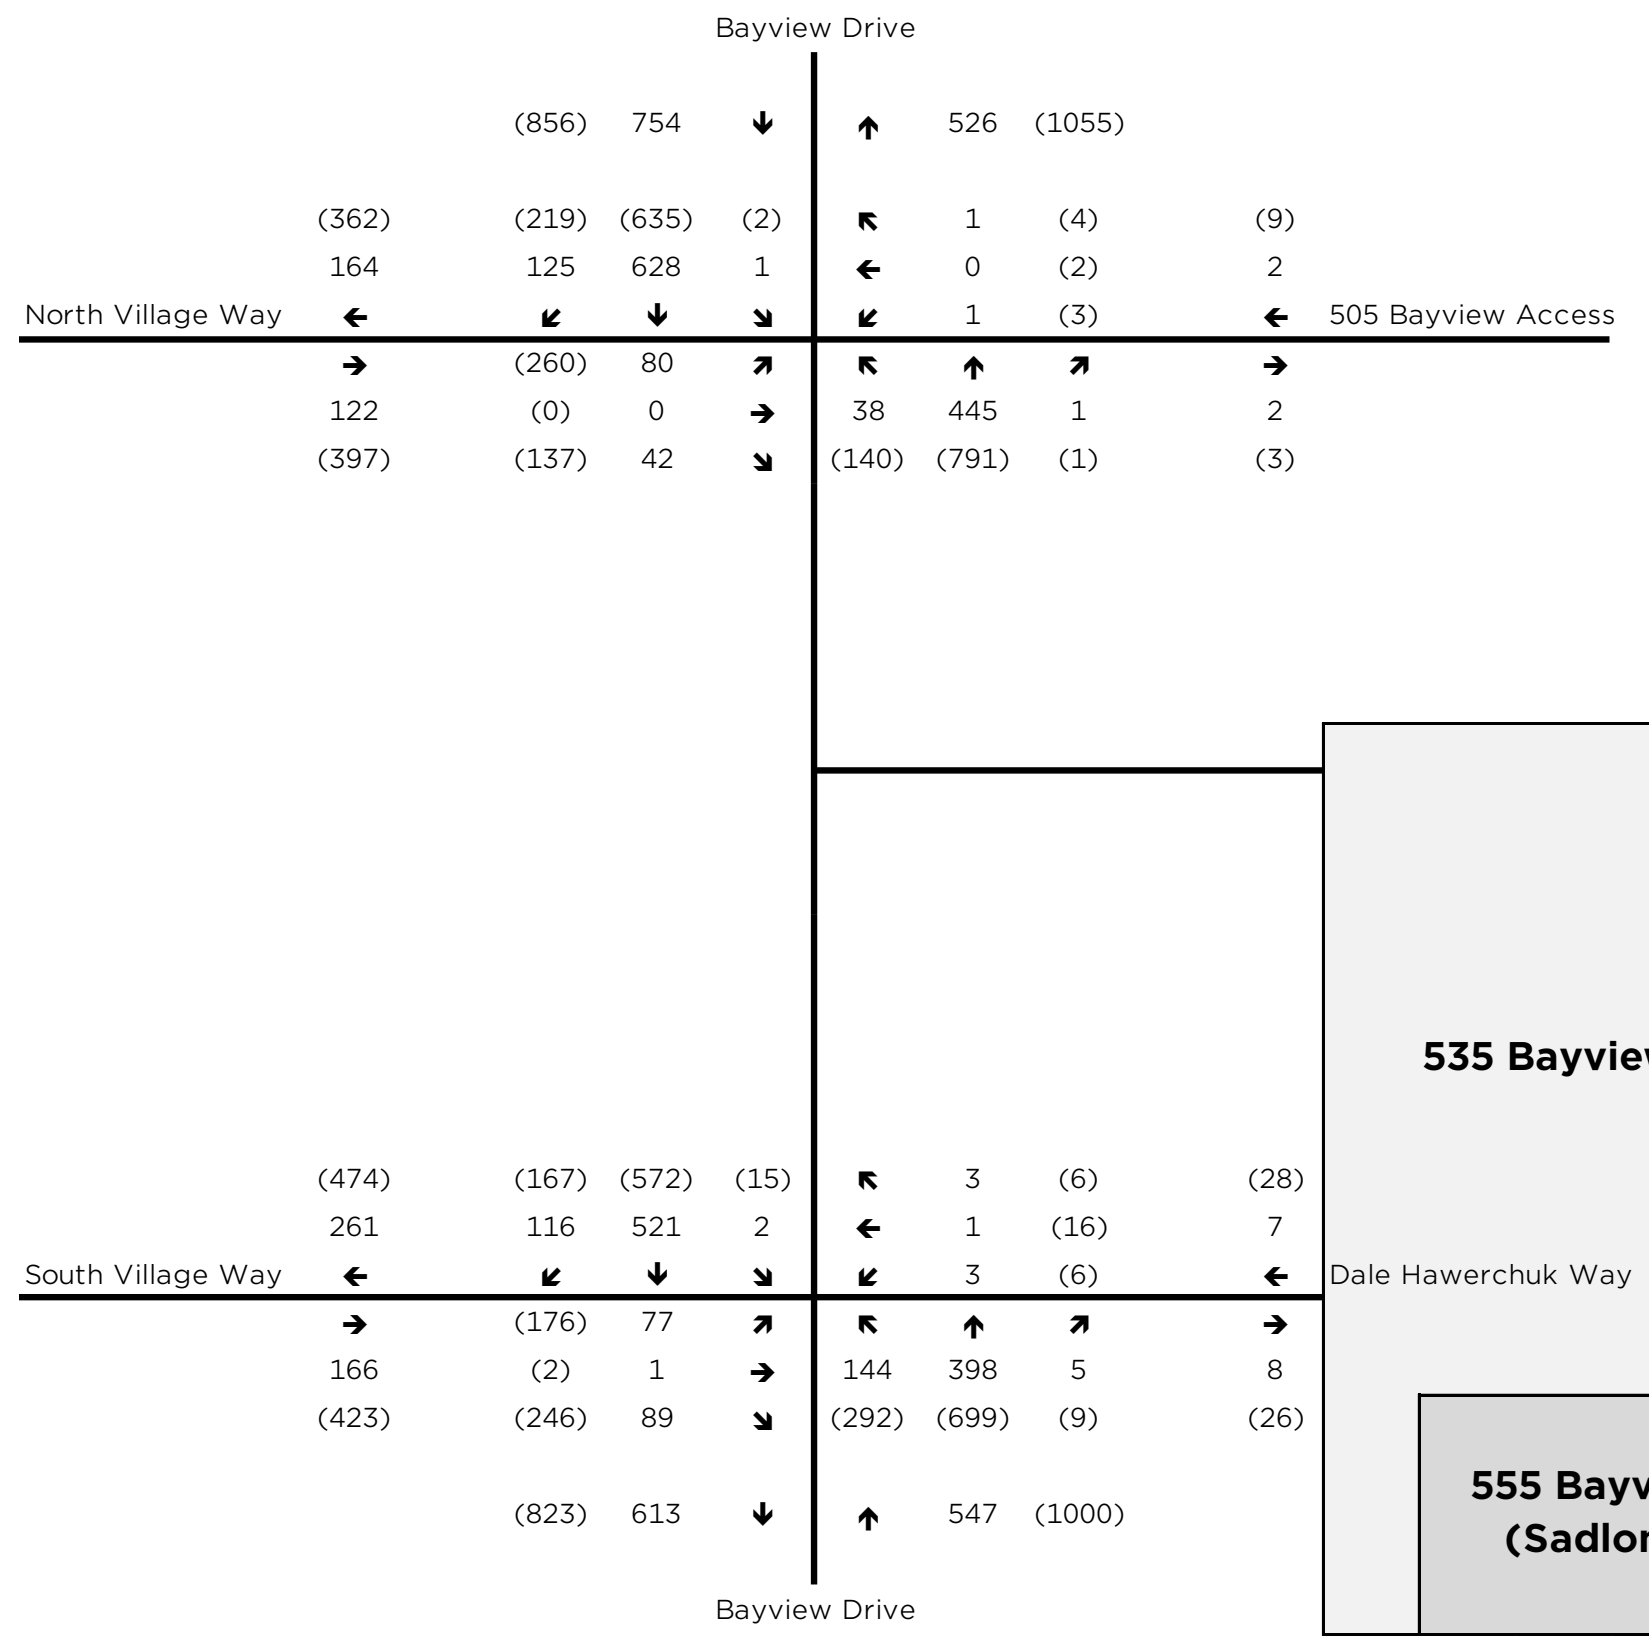 Bayview Drive
(856) 754 ↓ ↑ 526 (1055)
(362) (219) (635) (2) ↖ 1 (4) (9)
164 125 628 1 ← 0 (2) 2
North Village Way ← ↙ ↓ ↘ ↙ 1 (3) ← 505 Bayview Access
→ (260) 80 ↗ ↖ ↑ ↗ →
122 (0) 0 → 38 445 1 2
(397) (137) 42 ↘ (140) (791) (1) (3)
535 Bayview
(474) (167) (572) (15) ↖ 3 (6) (28)
261 116 521 2 ← 1 (16) 7
South Village Way ← ↙ ↓ ↘ ↙ 3 (6) ← Dale Hawerchuk Way
→ (176) 77 ↗ ↖ ↑ ↗ →
166 (2) 1 → 144 398 5 8
(423) (246) 89 ↘ (292) (699) (9) (26)
555 Bayv
(Sadlon
(823) 613 ↓ ↑ 547 (1000)
Bayview Drive